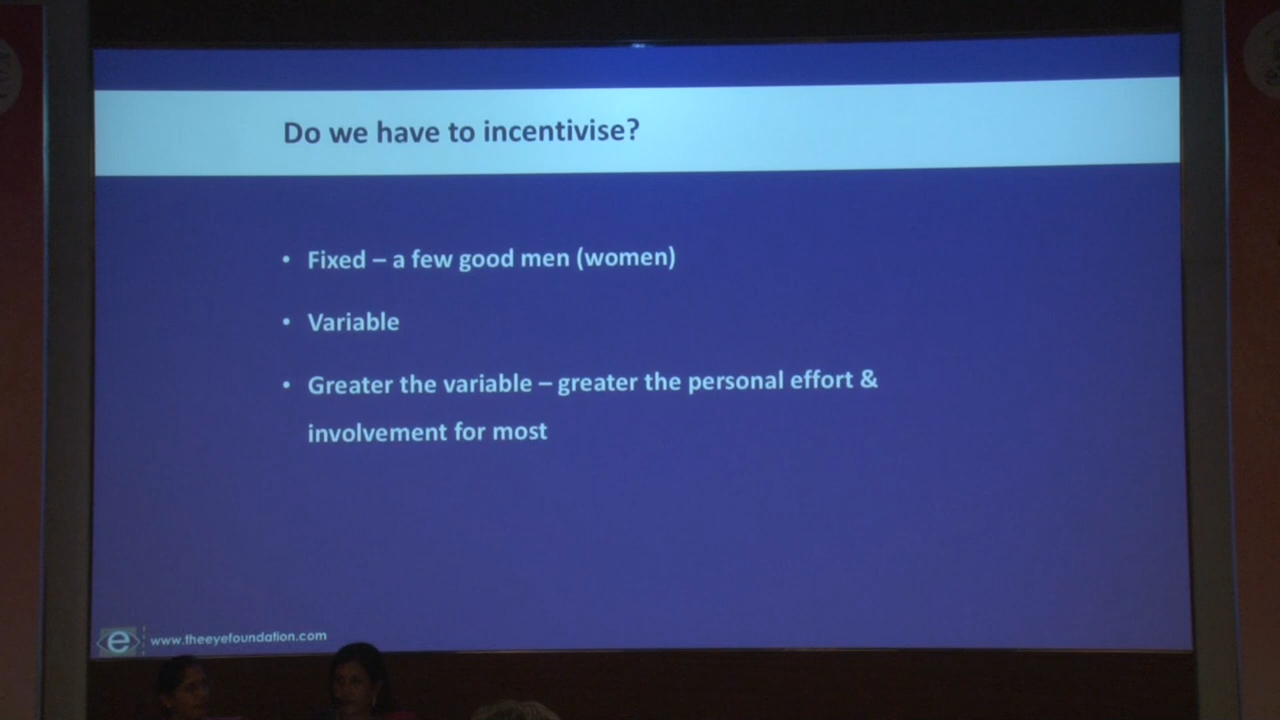 Do we have to incentivise?
• Fixed – a few good men (women)
• Variable
• Greater the variable – greater the personal effort &
involvement for most
e www.theeyefoundation.com